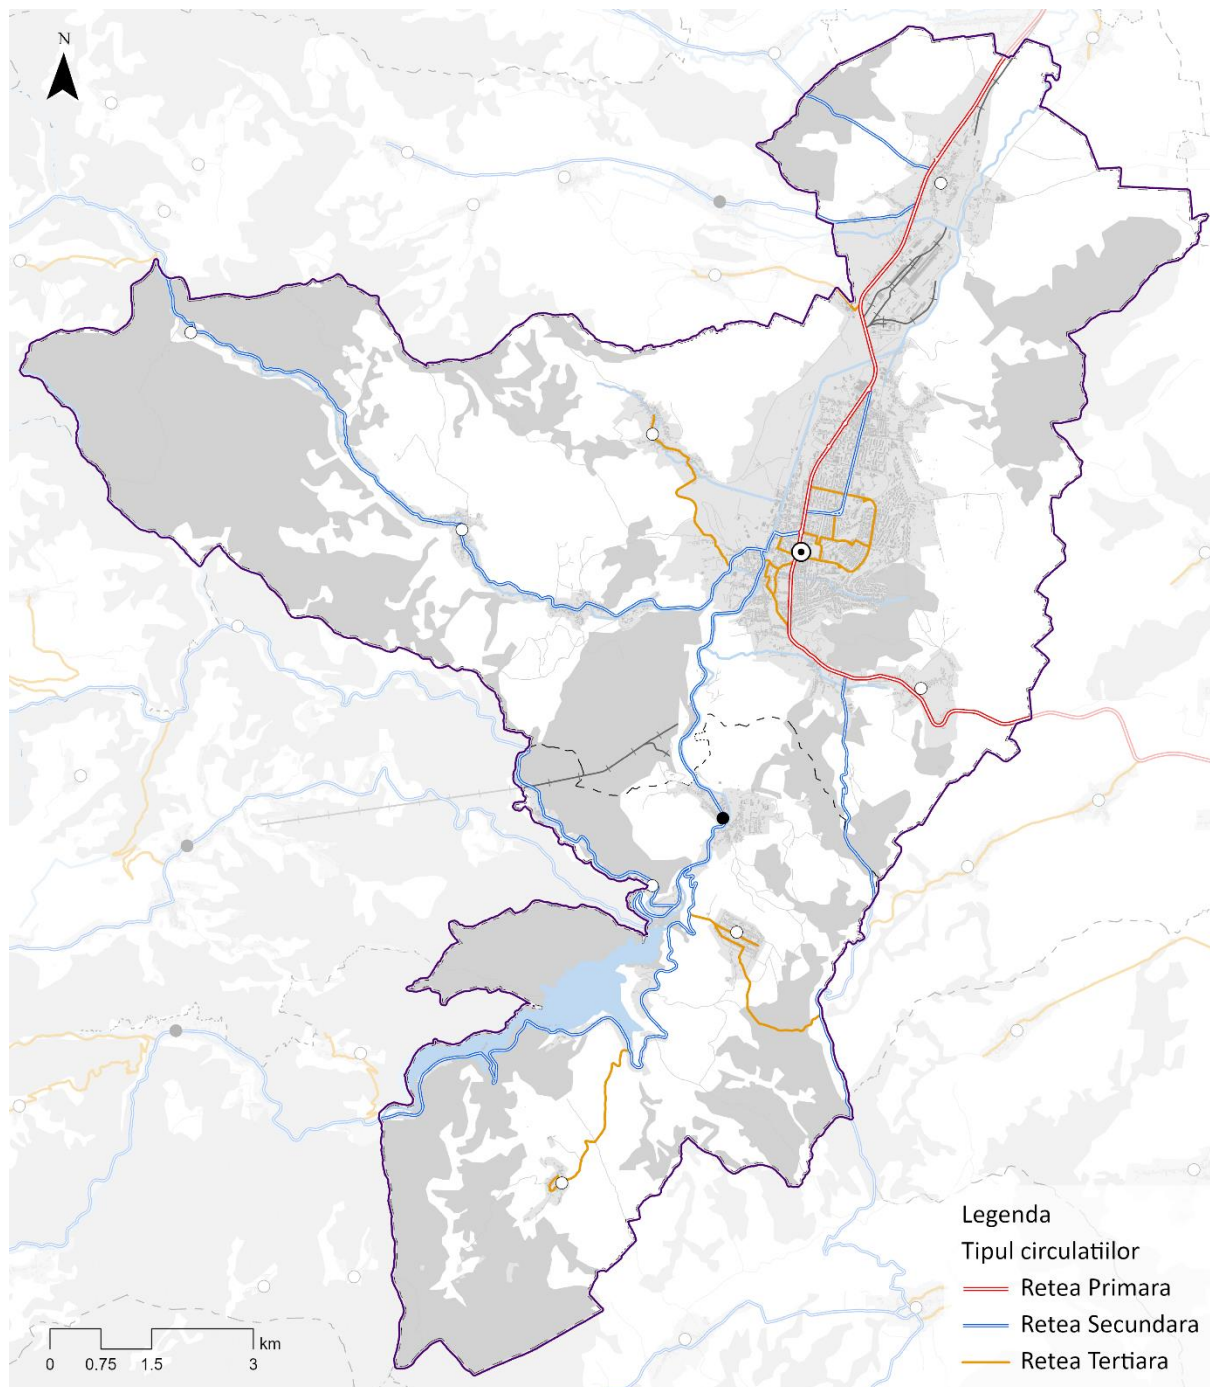 N
Legenda
Tipul circulatiilor
Retea Primara
Retea Secundara
Retea Tertiara
km
0 0.75 1.5 3